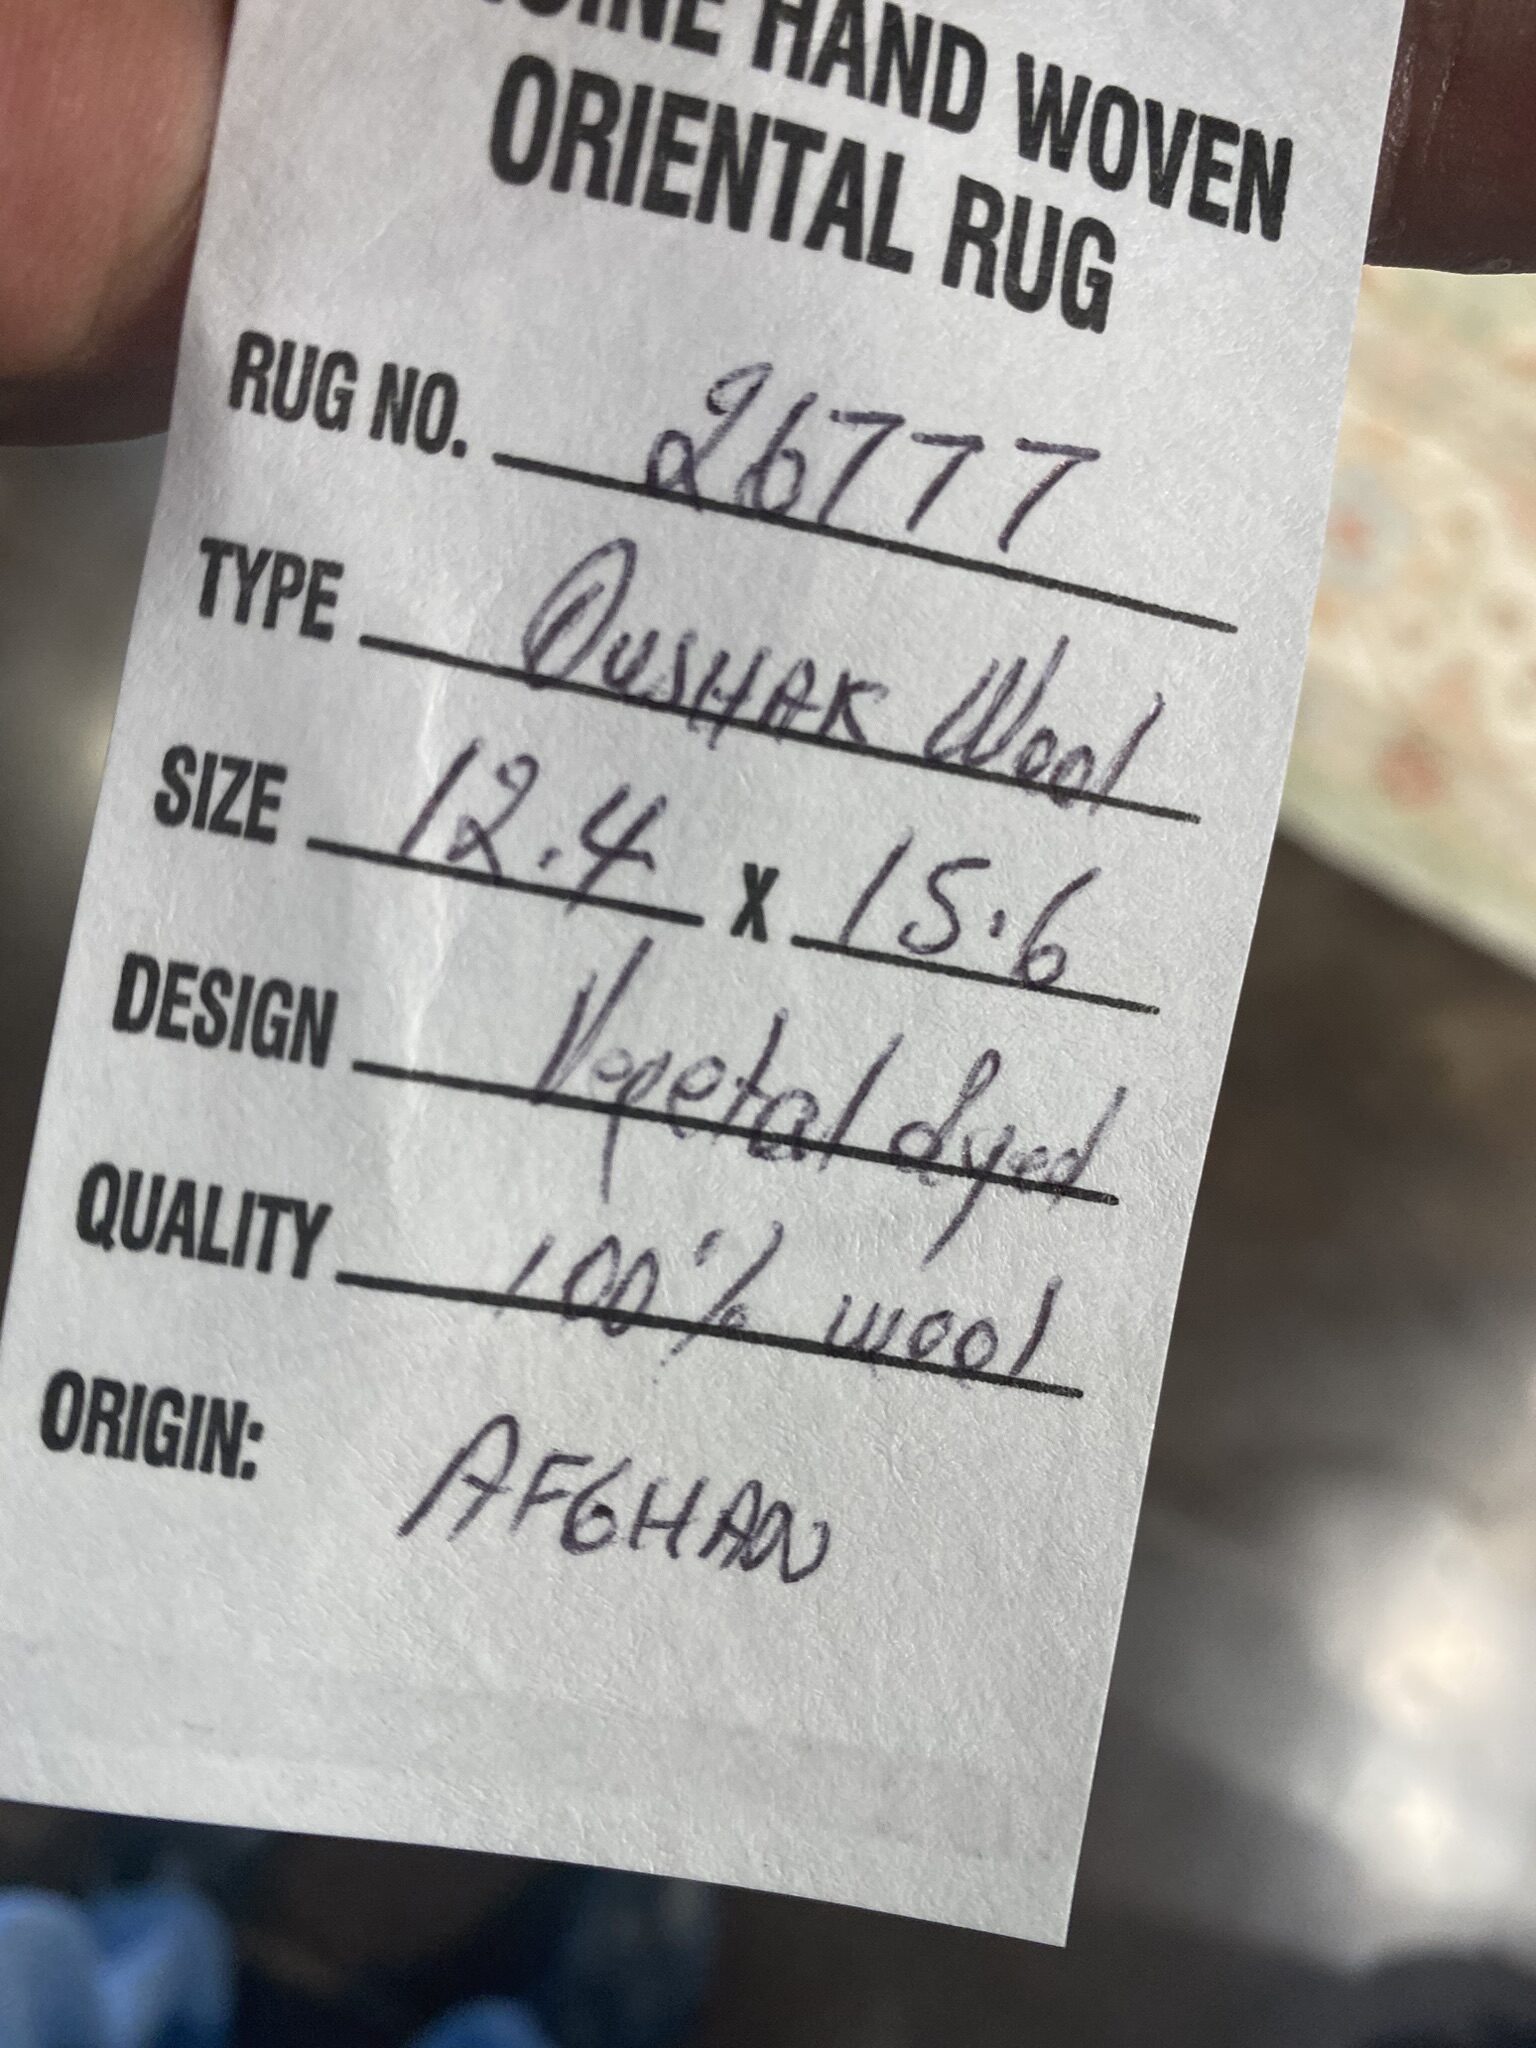 HAND WOVEN
ORIENTAL RUG
RUG NO. 26777
TYPE Oushak Wool
SIZE 12.4 X 15.6
DESIGN Vegetal dyed
QUALITY 100% wool
ORIGIN: AFGHAN